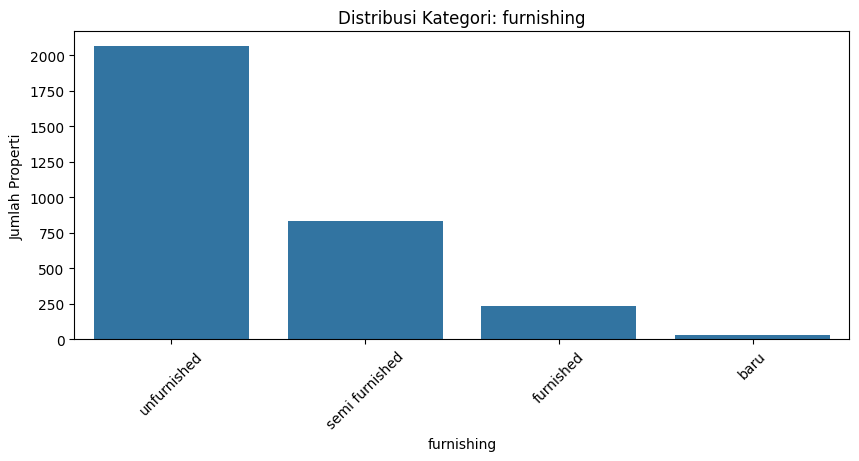 Distribusi Kategori: furnishing
Jumlah Properti
2000
1750
1500
1250
1000
750
500
250
0
unfurnished
semi furnished
furnished
baru
furnishing